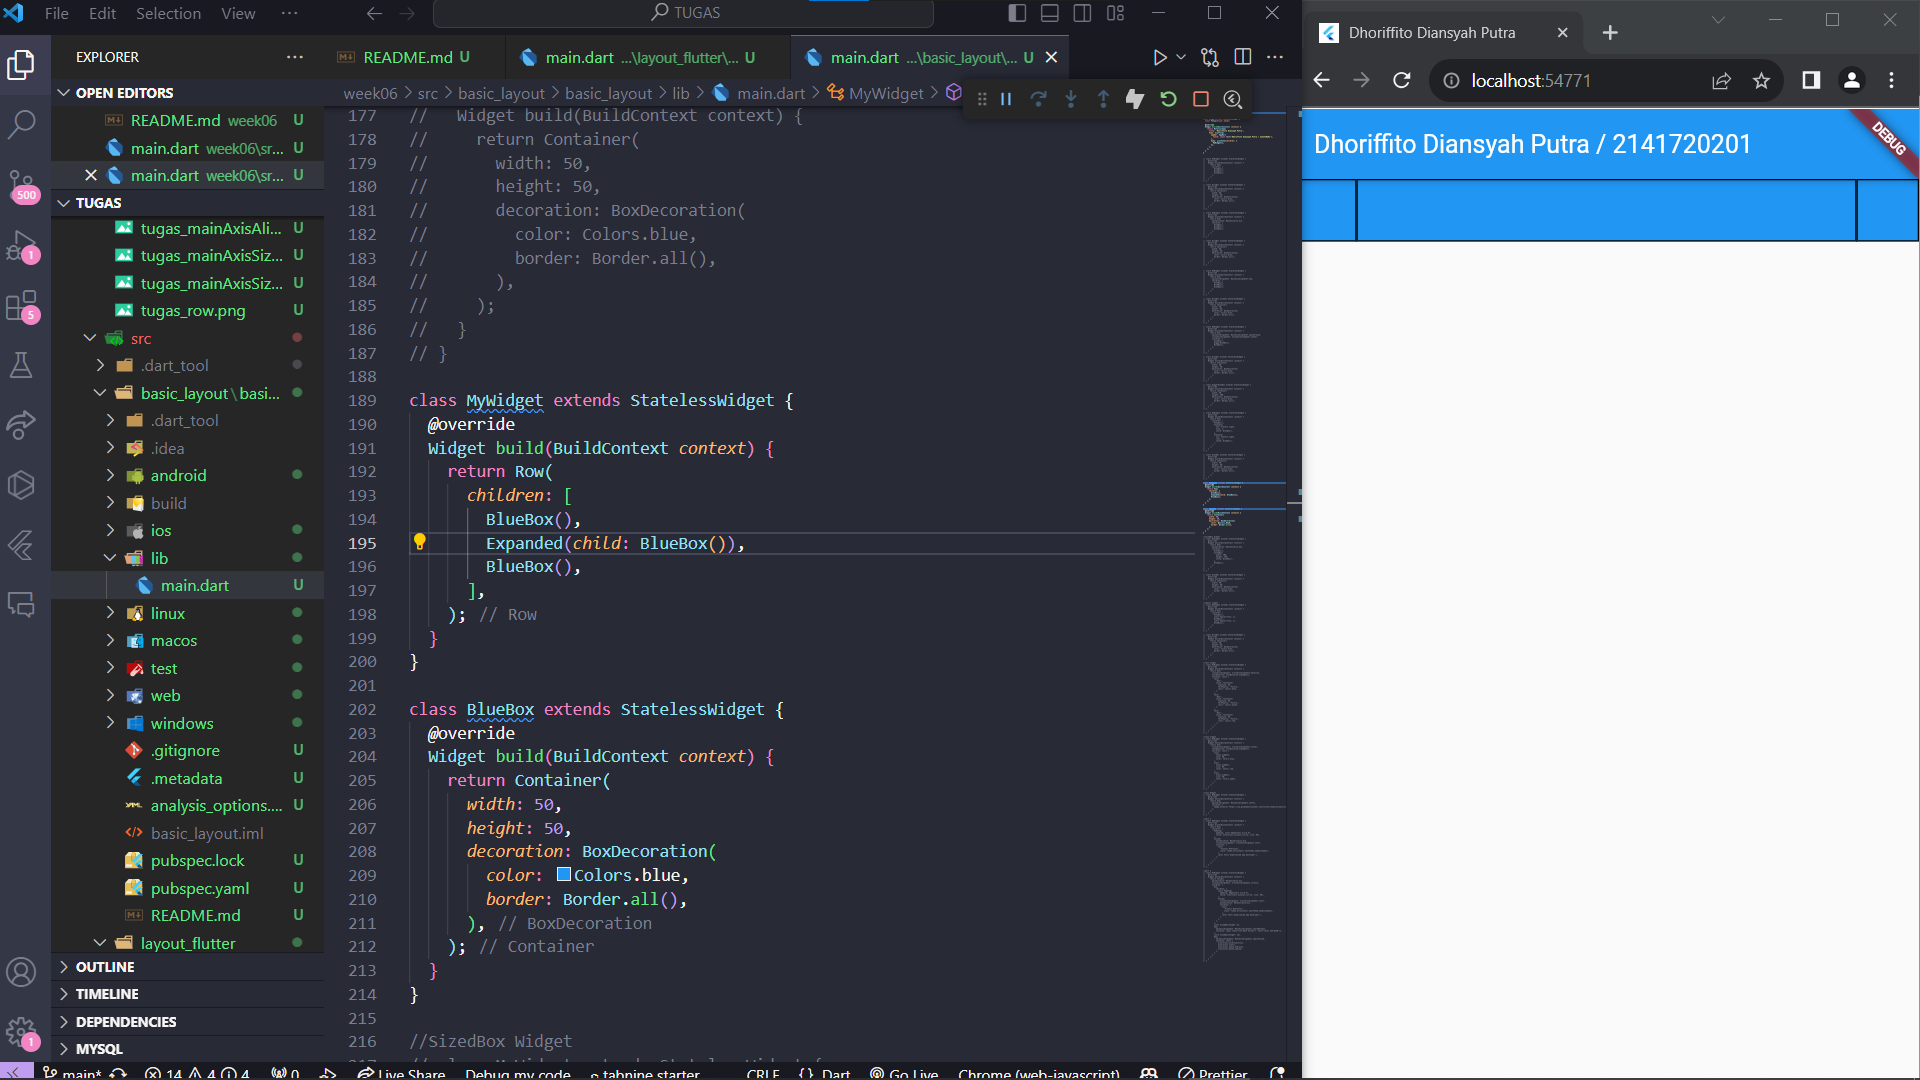 File Edit Selection View ··· TUGAS
EXPLORER ···
README.md U
main.dart ...\layout_flutter\... U
main.dart ...\basic_layout\... U
week06 > src > basic_layout > basic_layout > lib > main.dart > MyWidget >
OPEN EDITORS
README.md week06 U
main.dart week06\sr... U
main.dart week06\sr... U
TUGAS
tugas_mainAxisAli... U
tugas_mainAxisSiz... U
tugas_mainAxisSiz... U
tugas_row.png U
src
.dart_tool
basic_layout\basi...
.dart_tool
.idea
android
build
ios
lib
main.dart U
linux
macos
test
web
windows
.gitignore U
.metadata U
analysis_options.... U
basic_layout.iml
pubspec.lock U
pubspec.yaml U
README.md U
layout_flutter
OUTLINE
TIMELINE
DEPENDENCIES
MYSQL
500
1
5
1
177 //   Widget build(BuildContext context) {
178 //     return Container(
179 //       width: 50,
180 //       height: 50,
181 //       decoration: BoxDecoration(
182 //         color: Colors.blue,
183 //         border: Border.all(),
184 //       ),
185 //     );
186 //   }
187 // }
188
189 class MyWidget extends StatelessWidget {
190   @override
191   Widget build(BuildContext context) {
192     return Row(
193       children: [
194         BlueBox(),
195         Expanded(child: BlueBox()),
196         BlueBox(),
197       ],
198     ); // Row
199   }
200 }
201
202 class BlueBox extends StatelessWidget {
203   @override
204   Widget build(BuildContext context) {
205     return Container(
206       width: 50,
207       height: 50,
208       decoration: BoxDecoration(
209         color: Colors.blue,
210         border: Border.all(),
211       ), // BoxDecoration
212     ); // Container
213   }
214 }
215
216 //SizedBox Widget
main* 14 4 4 0 Live Share Debug my code tabnine starter CRLF {} Dart Go Live Chrome (web-javascript) Prettier
Dhoriffito Diansyah Putra
localhost:54771
Dhoriffito Diansyah Putra / 2141720201
DEBUG